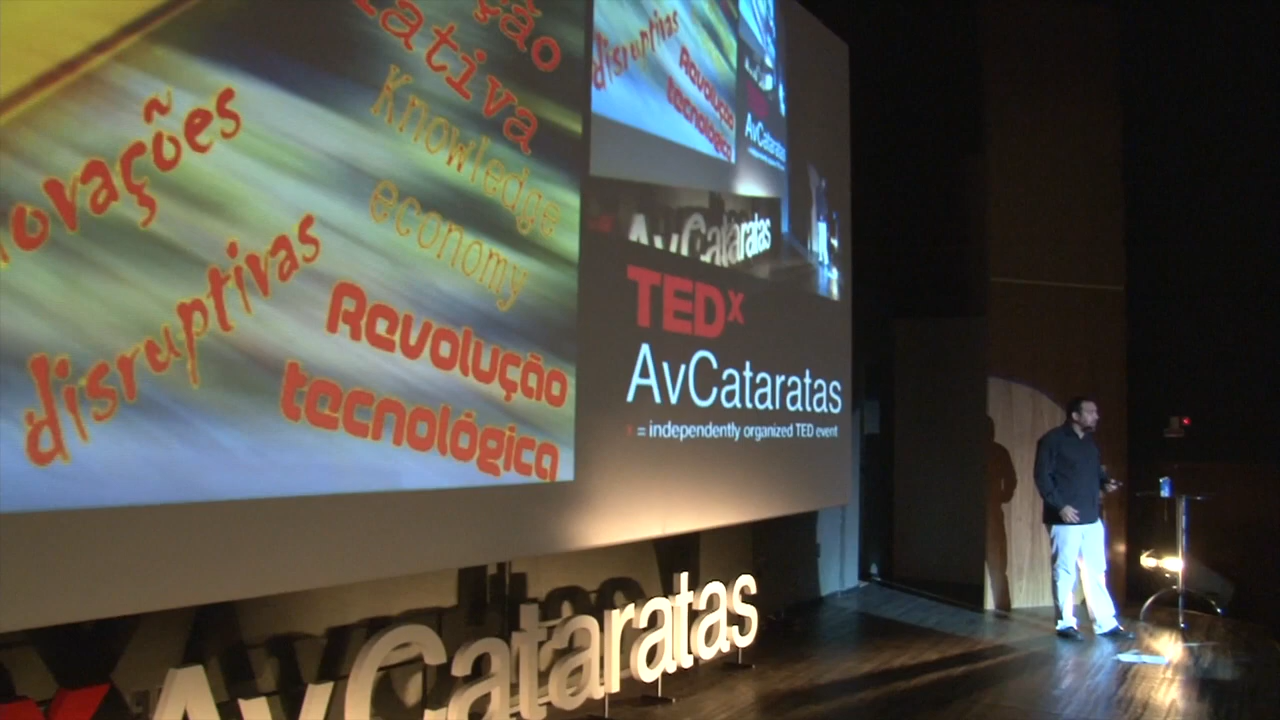 ção
ativa
Knowledge
economy
ovações
disruptivas
Revolução
tecnológica
disruptivas
Revolução
tecnológica
AvCataratas
AvCataratas
TEDx
AvCataratas
x = independently organized TED event
x
AvCataratas